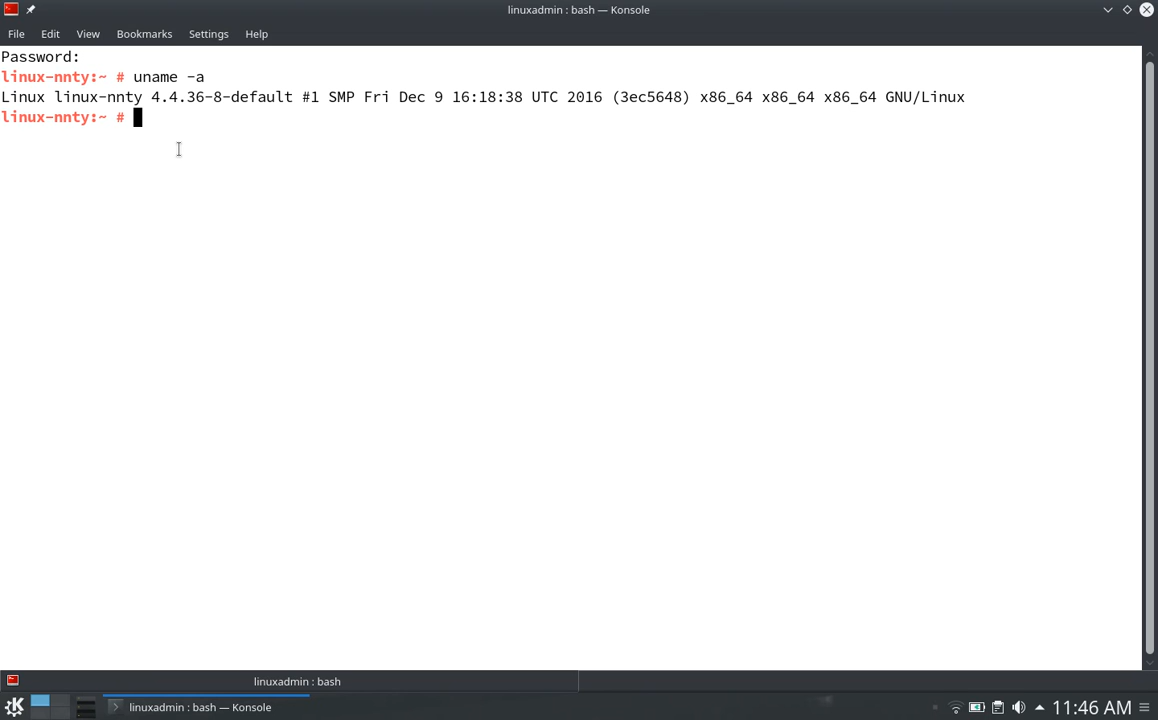 linuxadmin : bash — Konsole
File Edit View Bookmarks Settings Help
Password:
linux-nnty:~ # uname -a
Linux linux-nnty 4.4.36-8-default #1 SMP Fri Dec 9 16:18:38 UTC 2016 (3ec5648) x86_64 x86_64 x86_64 GNU/Linux
linux-nnty:~ #
linuxadmin : bash
linuxadmin : bash — Konsole
11:46 AM